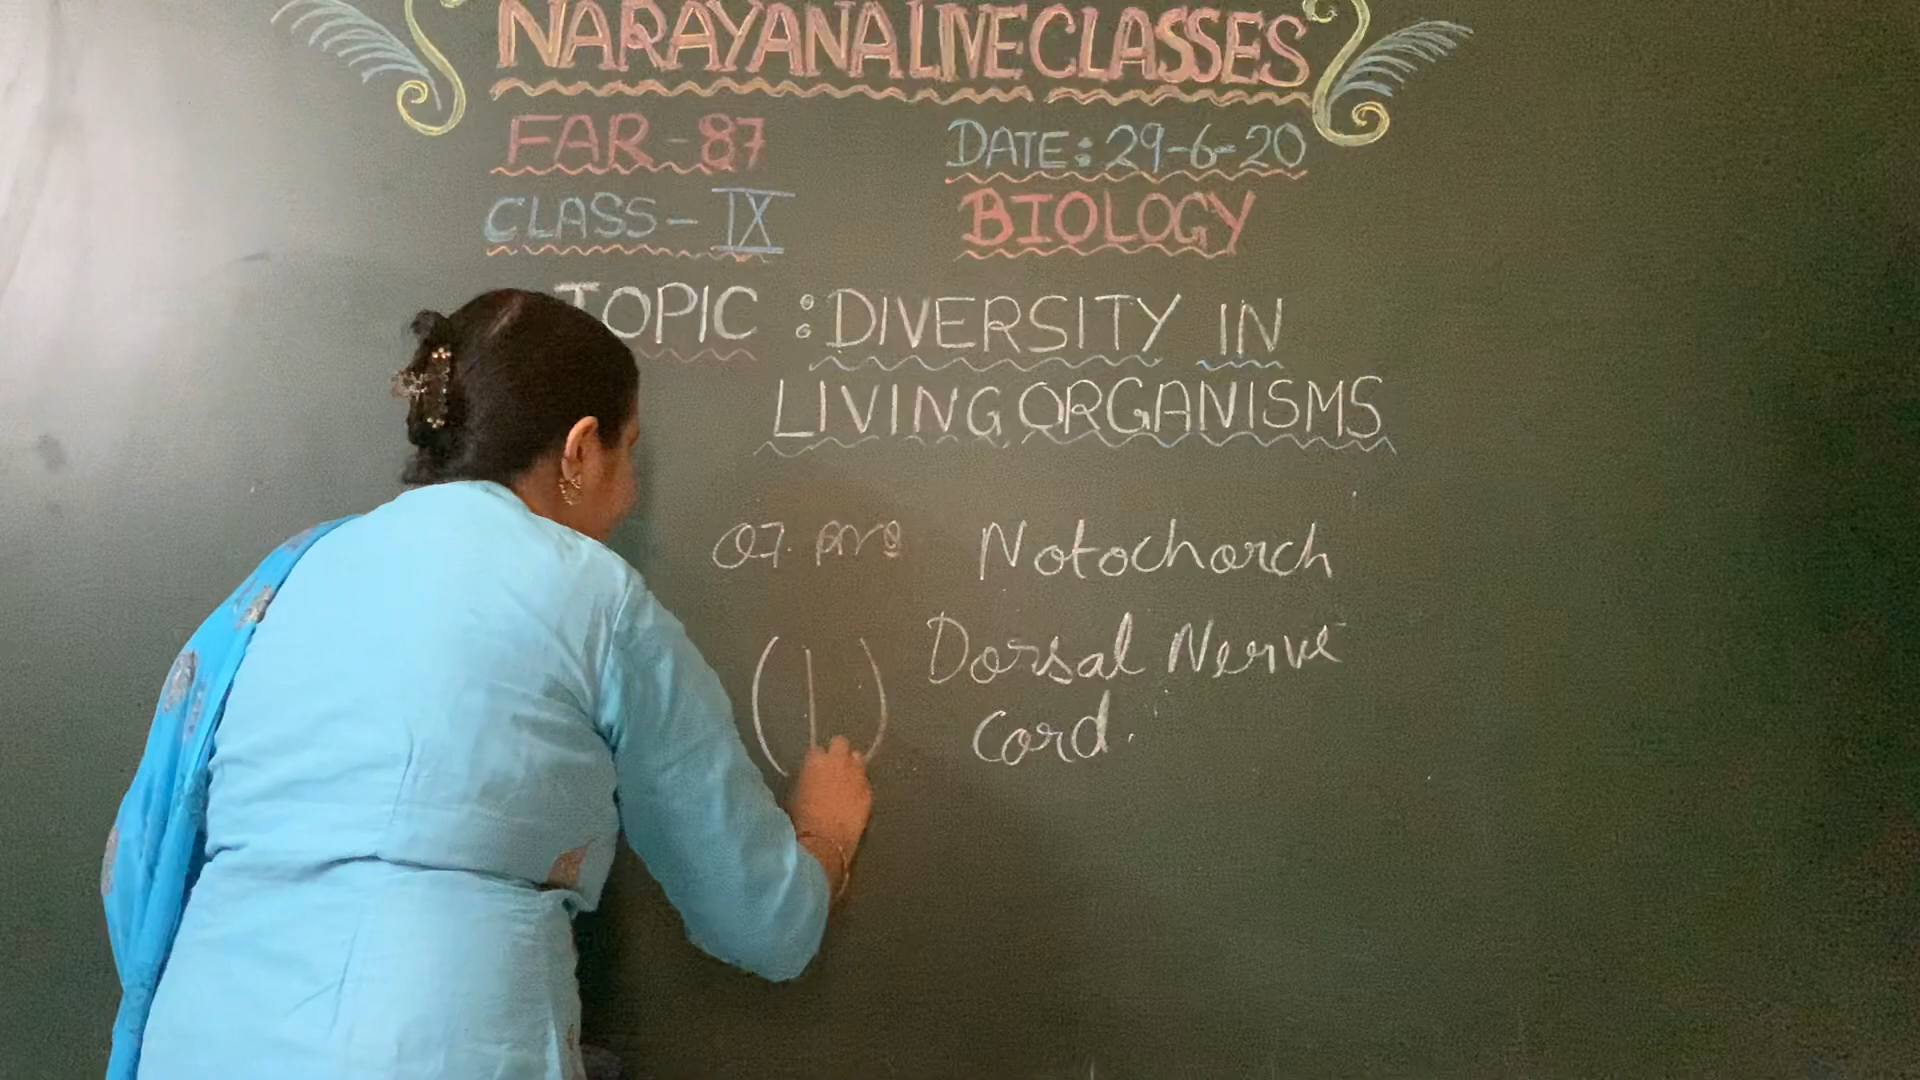 NARAYANA LIVE CLASSES
FAR-87 DATE: 29-6-20
CLASS-IX BIOLOGY
TOPIC : DIVERSITY IN
LIVING ORGANISMS
07. Notochorch
Dorsal Nerve
Cord.